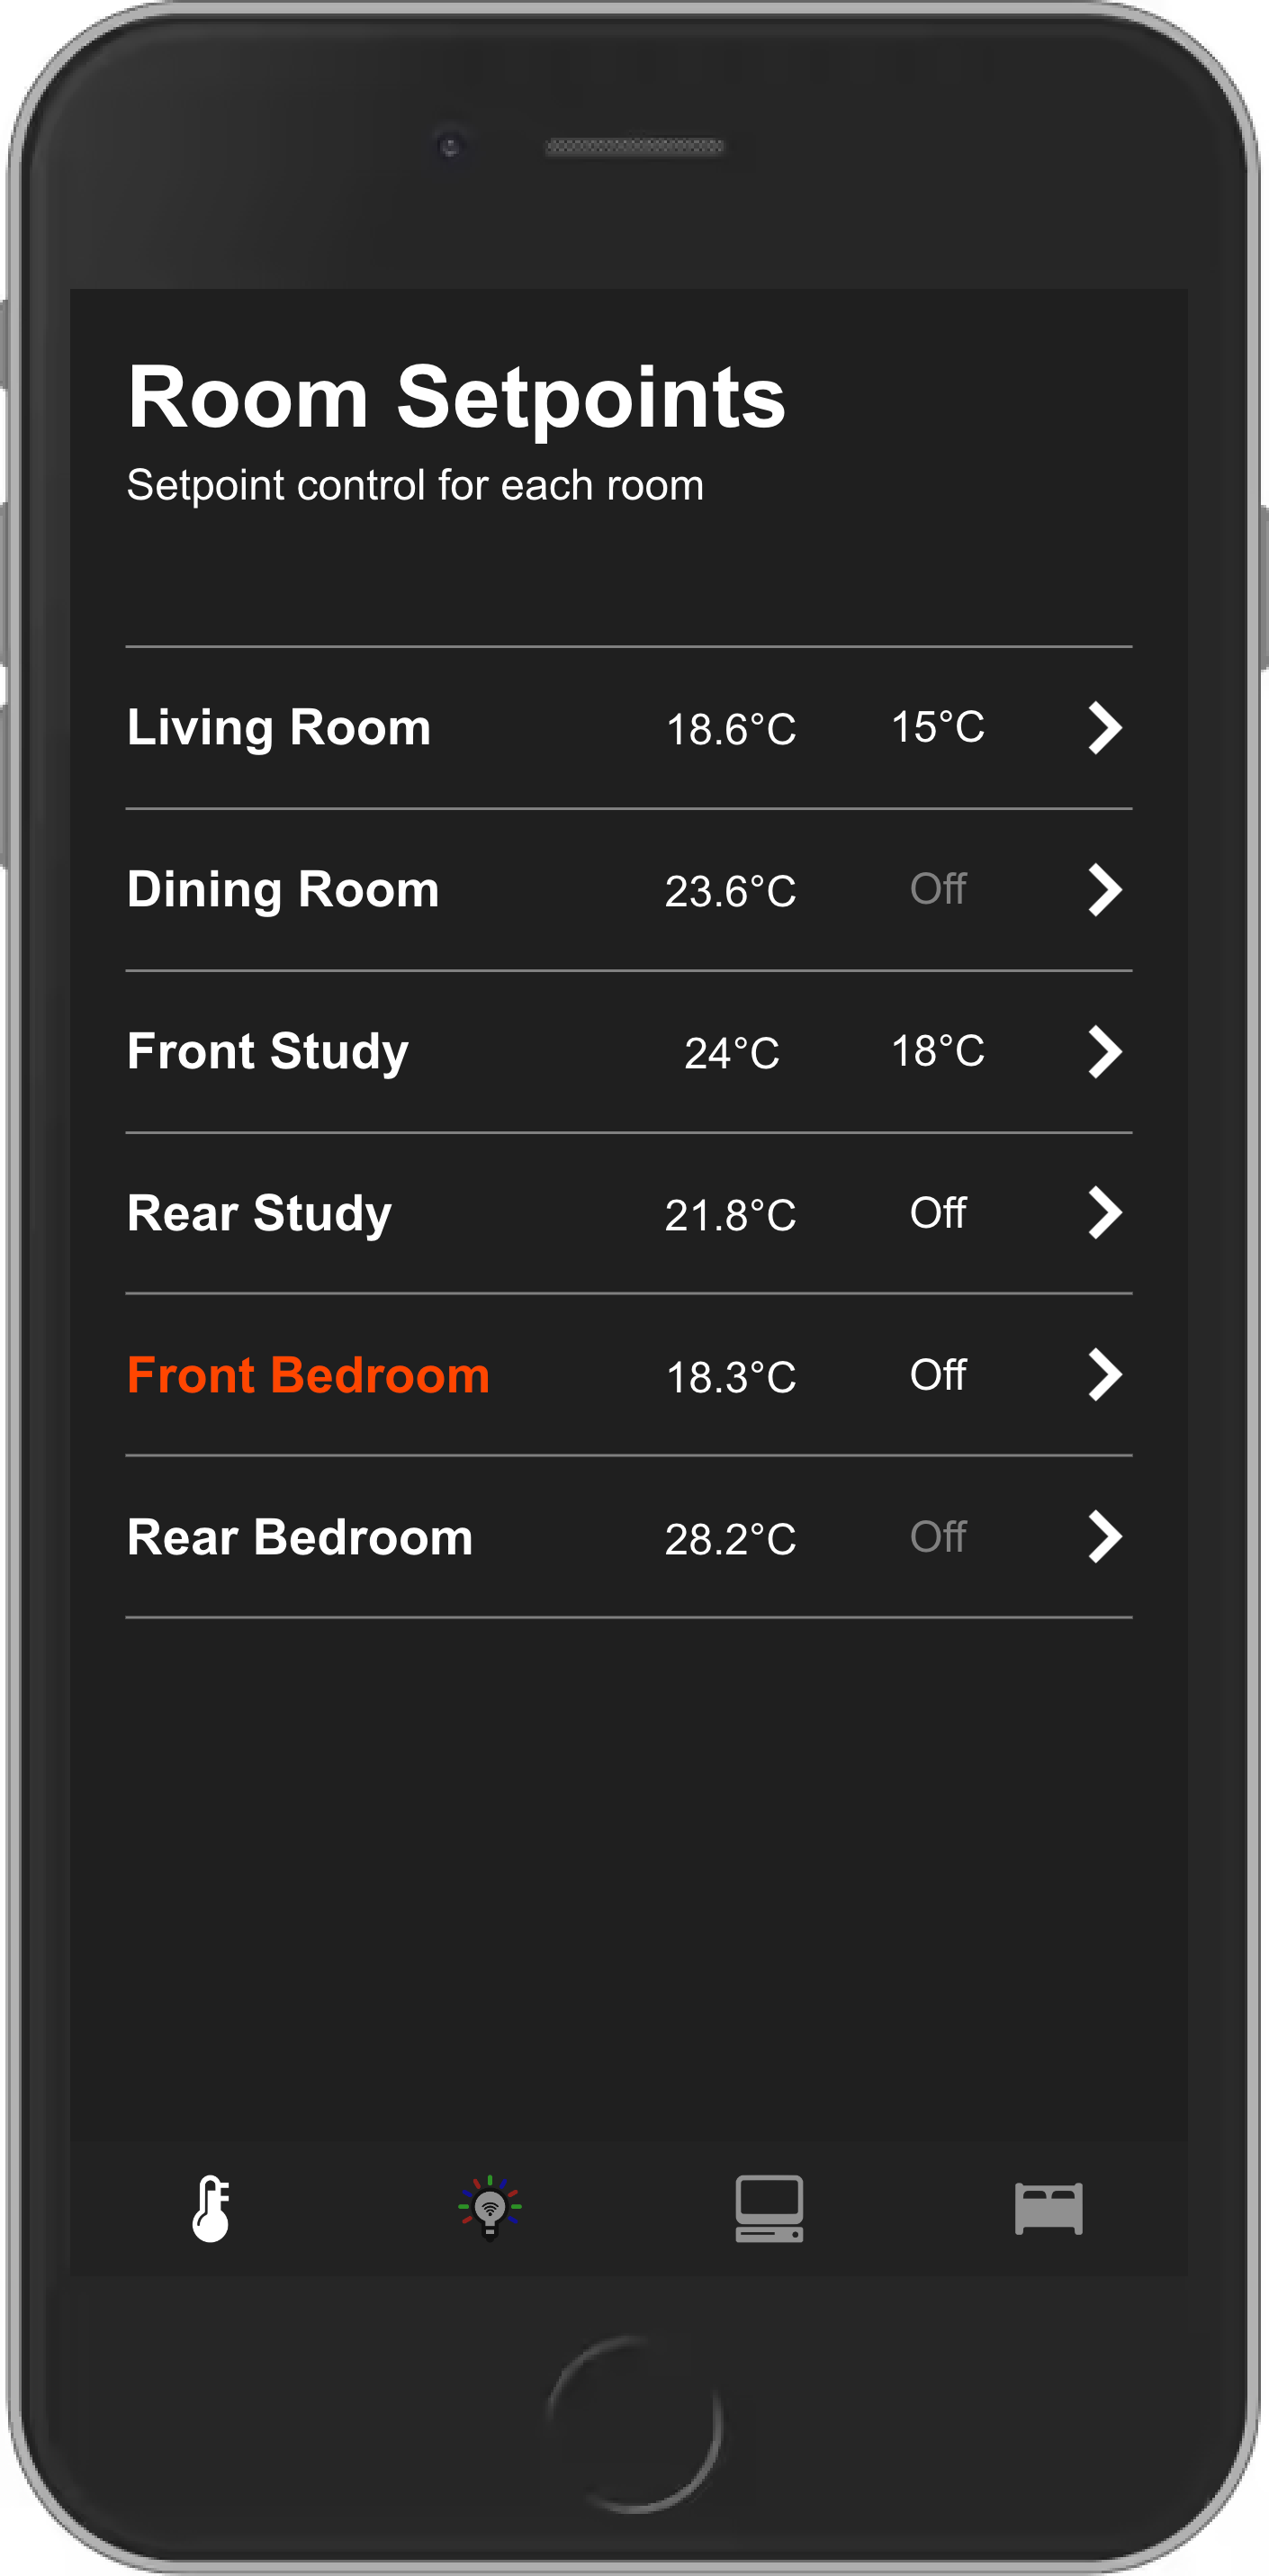 Room Setpoints
Setpoint control for each room
Living Room 18.6°C 15°C
Dining Room 23.6°C Off
Front Study 24°C 18°C
Rear Study 21.8°C Off
Front Bedroom 18.3°C Off
Rear Bedroom 28.2°C Off